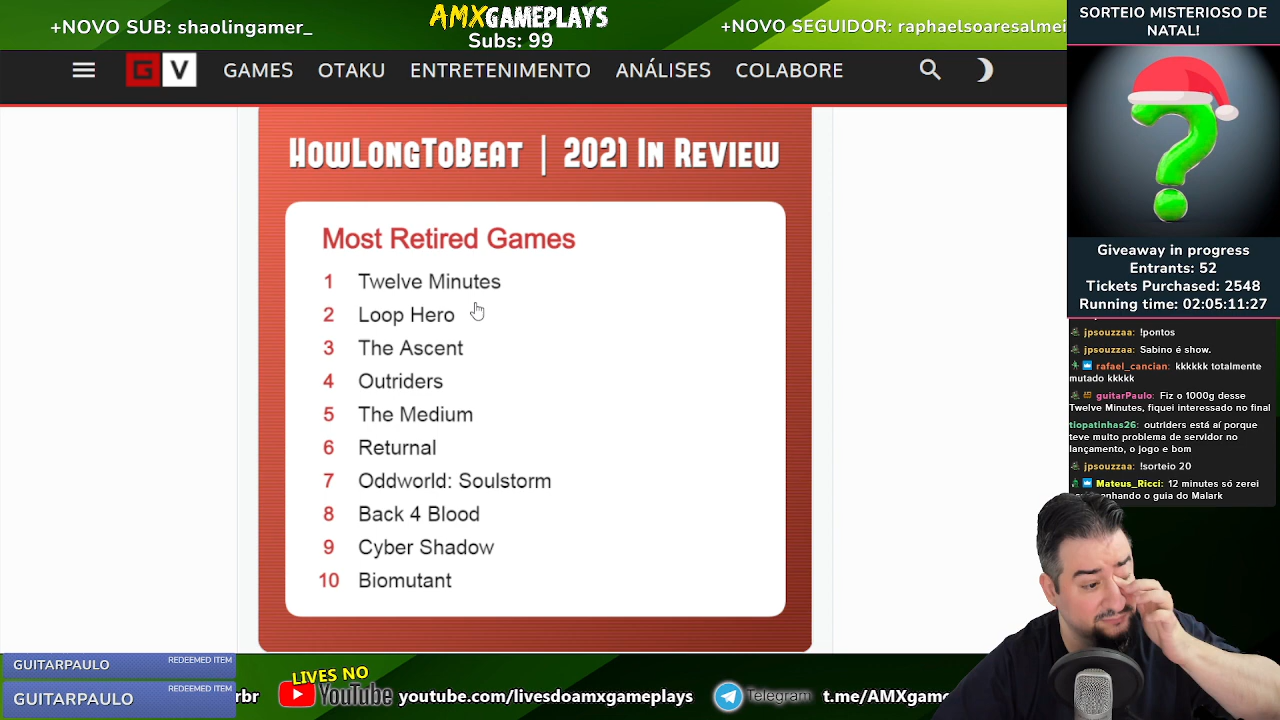 +NOVO SUB: shaolingamer_
AMXGAMEPLAYS
Subs: 99
+NOVO SEGUIDOR: raphaelsoaresalmei
SORTEIO MISTERIOSO DE
NATAL!
G V
GAMES OTAKU ENTRETENIMENTO ANÁLISES COLABORE
HOWLONGTOBEAT | 2021 IN REVIEW
Most Retired Games
1 Twelve Minutes
2 Loop Hero
3 The Ascent
4 Outriders
5 The Medium
6 Returnal
7 Oddworld: Soulstorm
8 Back 4 Blood
9 Cyber Shadow
10 Biomutant
Giveaway in progress
Entrants: 52
Tickets Purchased: 2548
Running time: 02:05:11:27
jpsouzzaa: !pontos
jpsouzzaa: Sabino é show.
rafael_cancian: kkkkkk totalmente
mutado kkkkk
guitarPaulo: Fiz o 1000g desse
Twelve Minutes, fiquei interessado no final
tiopatinhas26: outriders está aí porque
teve muito problema de servidor no
lançamento, o jogo e bom
jpsouzzaa: !sorteio 20
Mateus_Ricci: 12 minutos só zerei
o guia do Malark
GUITARPAULO REDEEMED ITEM
GUITARPAULO REDEEMED ITEM
rbr
LIVES NO
YouTube
youtube.com/livesdoamxgameplays
Telegram
t.me/AMXgame